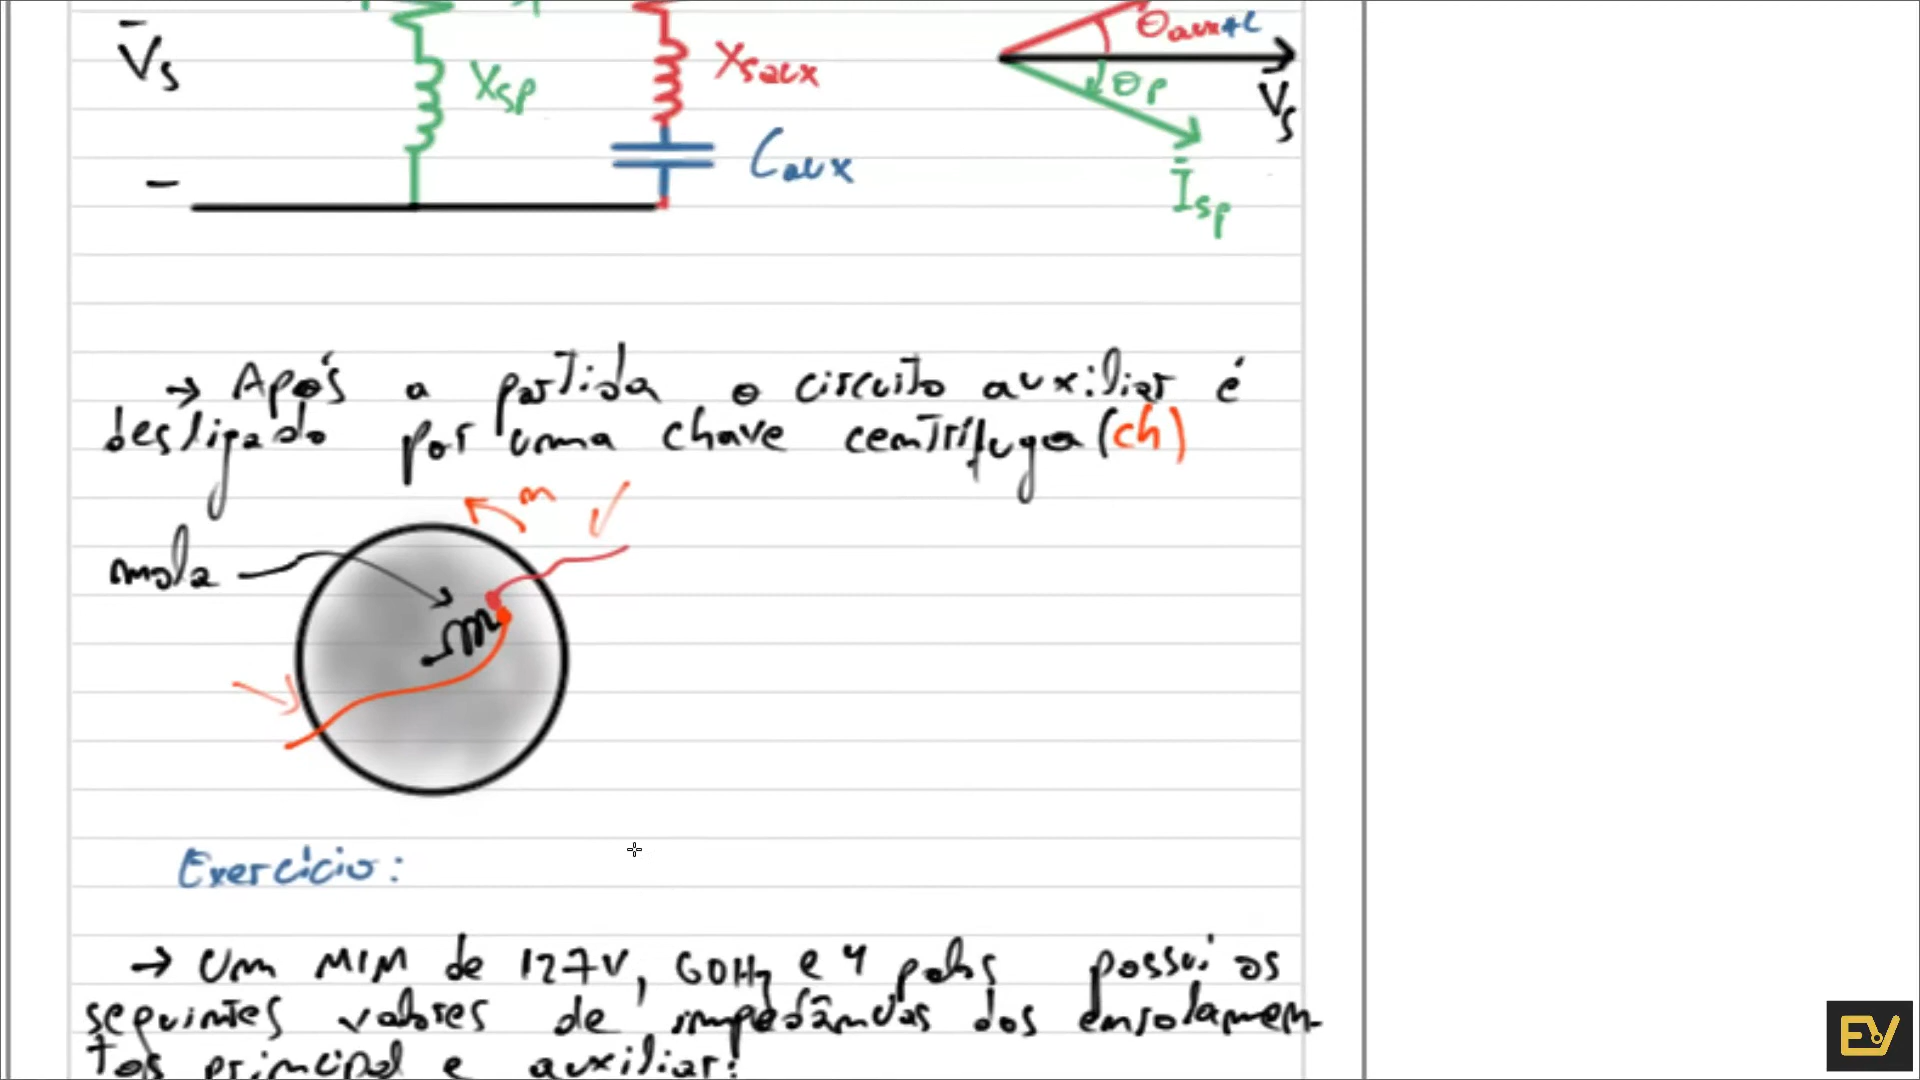 θaux+c
V̄s
Xsp
Xsaux
θp
V̄s
Caux
Īsp
→ Após a partida o circuito auxiliar é
desligado por uma chave centrífuga (ch)
n
mola
Exercício:
→ Um MIM de 127V, 60Hz e 4 polos possui os
seguintes valores de impedâncias dos enrolamen-
tos principal e auxiliar:
EV